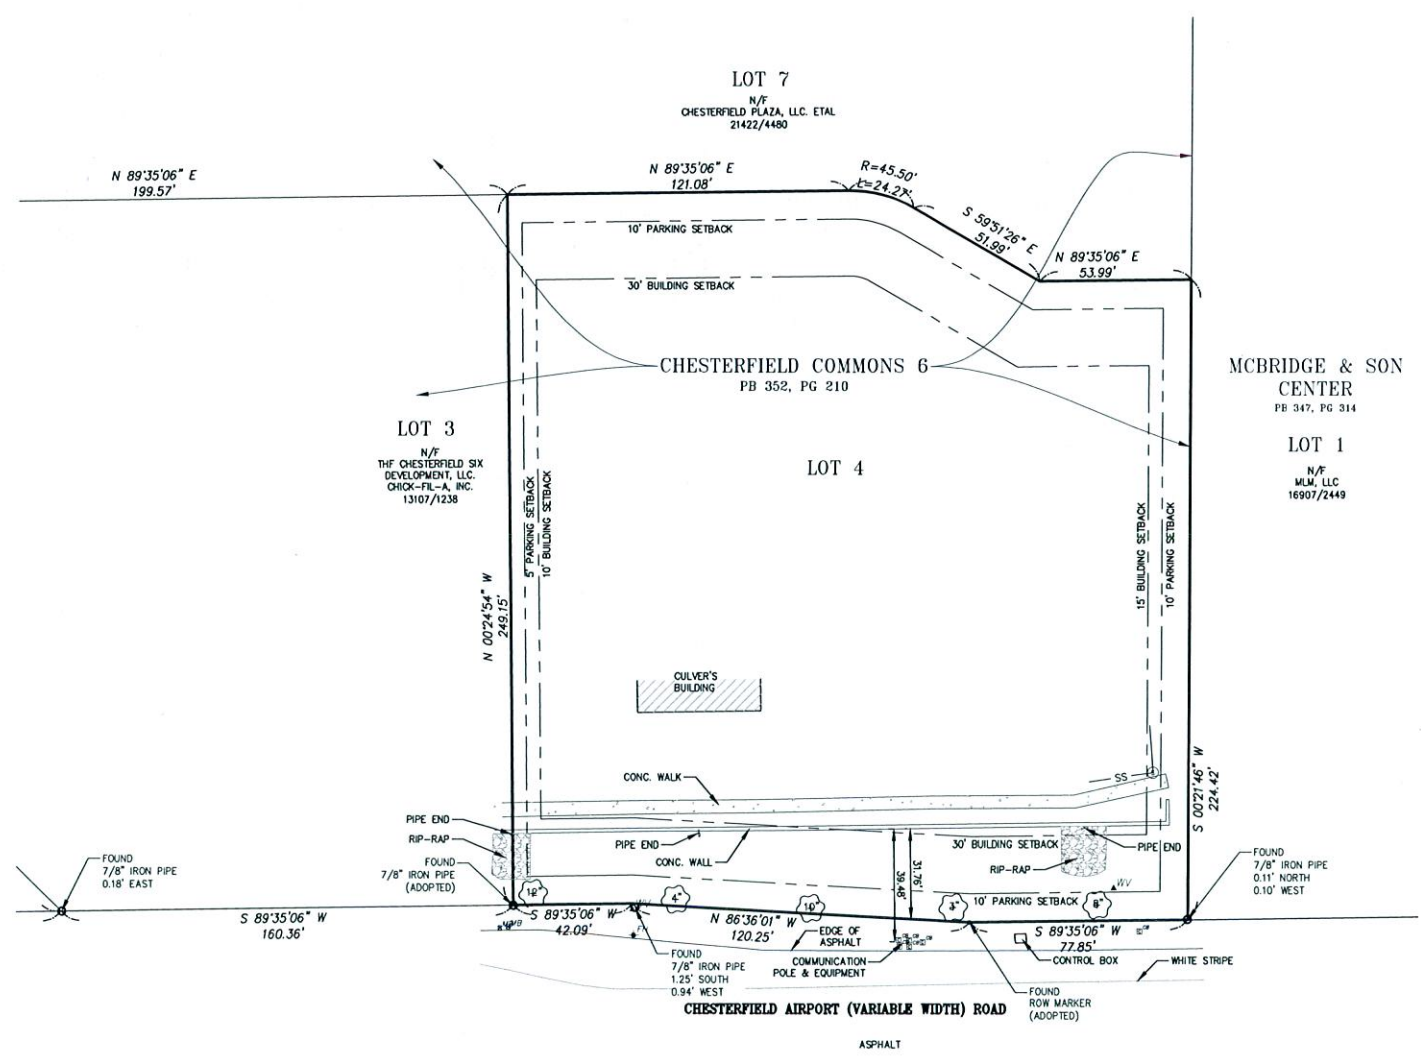 LOT 7
N/F
CHESTERFIELD PLAZA, LLC. ETAL
21422/4480
N 89°35'06" E
199.57'
N 89°35'06" E
121.08'
R=45.50'
L=24.27'
S 59°51'26" E
51.99'
N 89°35'06" E
53.99'
10' PARKING SETBACK
30' BUILDING SETBACK
CHESTERFIELD COMMONS 6
PB 352, PG 210
MCBRIDGE & SON
CENTER
PB 347, PG 314
LOT 3
N/F
THF CHESTERFIELD SIX
DEVELOPMENT, LLC.
CHICK-FIL-A, INC.
13107/1238
LOT 4
LOT 1
N/F
MLM, LLC
16907/2449
5' PARKING SETBACK
10' BUILDING SETBACK
15' BUILDING SETBACK
10' PARKING SETBACK
N 00°24'54" W
249.15'
CULVER'S
BUILDING
S 00°21'46" W
224.42'
CONC. WALK
SS
PIPE END
RIP-RAP
PIPE END
CONC. WALL
30' BUILDING SETBACK
PIPE END
RIP-RAP
39.48'
31.76'
FOUND
7/8" IRON PIPE
0.18' EAST
FOUND
7/8" IRON PIPE
(ADOPTED)
FOUND
7/8" IRON PIPE
0.11' NORTH
0.10' WEST
12"
4"
10"
3"
8"
WV
10' PARKING SETBACK
S 89°35'06" W
160.36'
S 89°35'06" W
42.09'
WV
FH
N 86°36'01" W
120.25'
EDGE OF
ASPHALT
S 89°35'06" W
77.85'
COMMUNICATION
POLE & EQUIPMENT
CONTROL BOX
WHITE STRIPE
FOUND
7/8" IRON PIPE
1.25' SOUTH
0.94' WEST
FOUND
ROW MARKER
(ADOPTED)
CHESTERFIELD AIRPORT (VARIABLE WIDTH) ROAD
ASPHALT